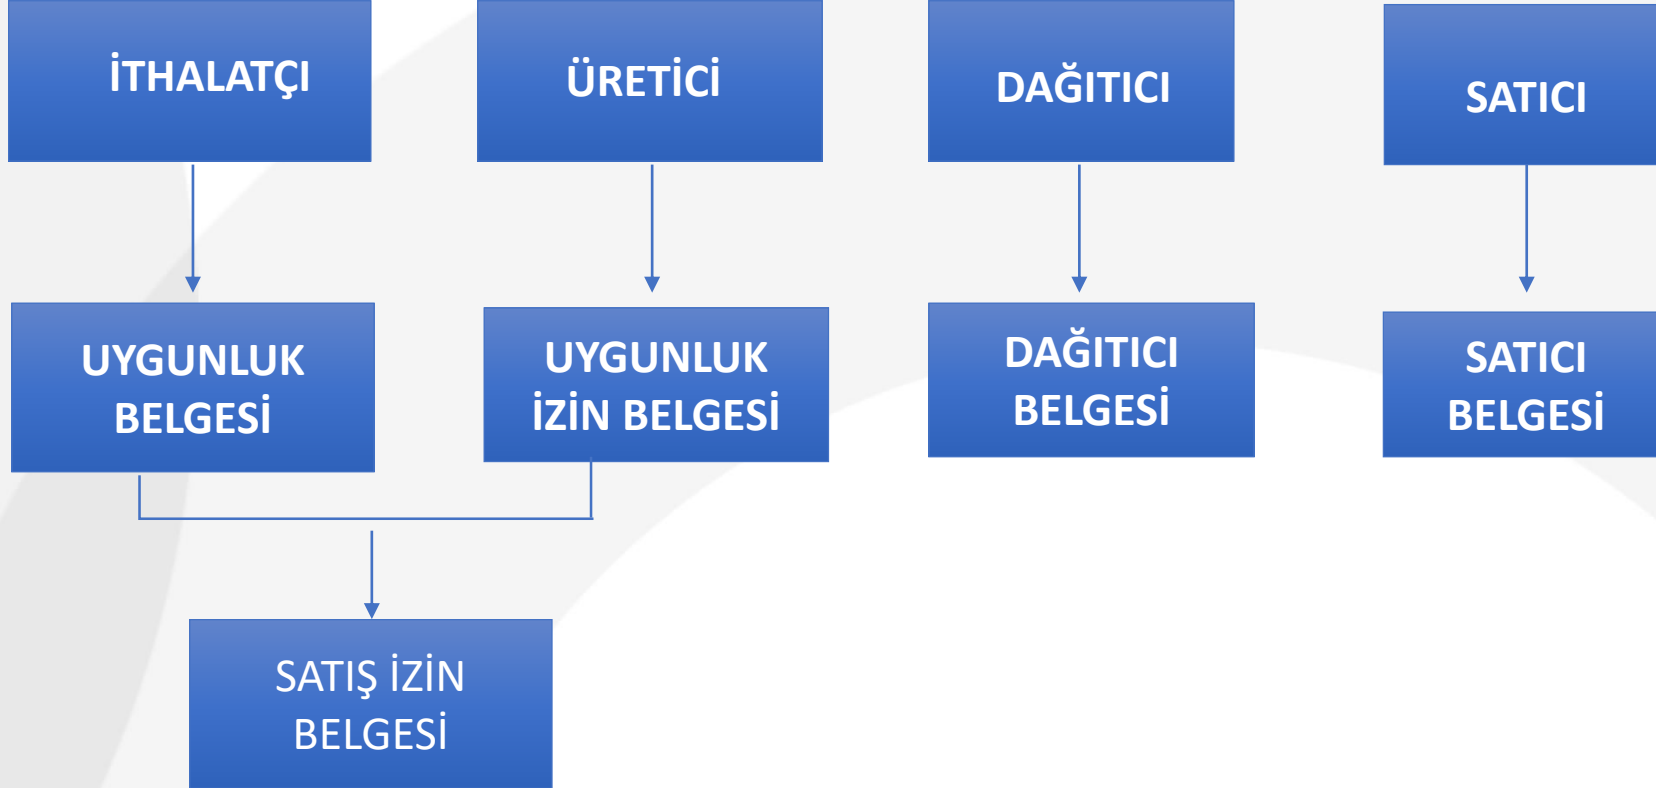 İTHALATÇI
ÜRETİCİ
DAĞITICI
SATICI
UYGUNLUK
BELGESİ
UYGUNLUK
İZİN BELGESİ
DAĞITICI
BELGESİ
SATICI
BELGESİ
SATIŞ İZİN
BELGESİ